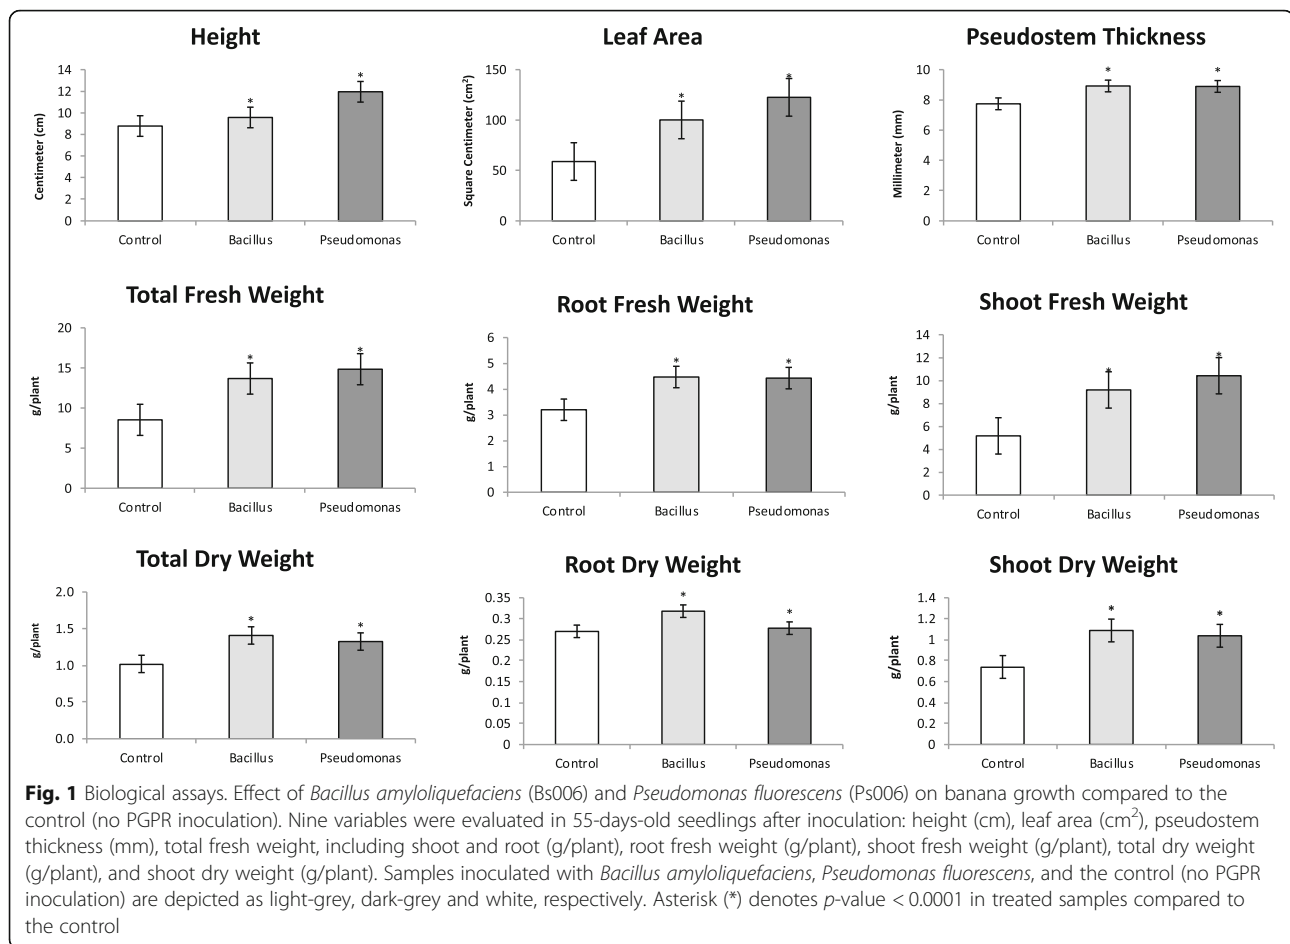 Height
Leaf Area
Pseudostem Thickness
Centimeter (cm)
14
12
10
8
6
4
2
0
*
*
Control Bacillus Pseudomonas
Square Centimeter (cm²)
150
100
50
0
*
*
Control Bacillus Pseudomonas
Millimeter (mm)
10
8
6
4
2
0
*
*
Control Bacillus Pseudomonas
Total Fresh Weight
Root Fresh Weight
Shoot Fresh Weight
g/plant
20
15
10
5
0
*
*
Control Bacillus Pseudomonas
g/plant
6
5
4
3
2
1
0
*
*
Control Bacillus Pseudomonas
g/plant
14
12
10
8
6
4
2
0
*
*
Control Bacillus Pseudomonas
Total Dry Weight
Root Dry Weight
Shoot Dry Weight
g/plant
2.0
1.5
1.0
0.5
0.0
*
*
Control Bacillus Pseudomonas
g/plant
0.35
0.3
0.25
0.2
0.15
0.1
0.05
0
*
*
Control Bacillus Pseudomonas
g/plant
1.4
1.2
1
0.8
0.6
0.4
0.2
0
*
*
Control Bacillus Pseudomonas
Fig. 1 Biological assays. Effect of Bacillus amyloliquefaciens (Bs006) and Pseudomonas fluorescens (Ps006) on banana growth compared to the
control (no PGPR inoculation). Nine variables were evaluated in 55-days-old seedlings after inoculation: height (cm), leaf area (cm²), pseudostem
thickness (mm), total fresh weight, including shoot and root (g/plant), root fresh weight (g/plant), shoot fresh weight (g/plant), total dry weight
(g/plant), and shoot dry weight (g/plant). Samples inoculated with Bacillus amyloliquefaciens, Pseudomonas fluorescens, and the control (no PGPR
inoculation) are depicted as light-grey, dark-grey and white, respectively. Asterisk (*) denotes p-value < 0.0001 in treated samples compared to
the control